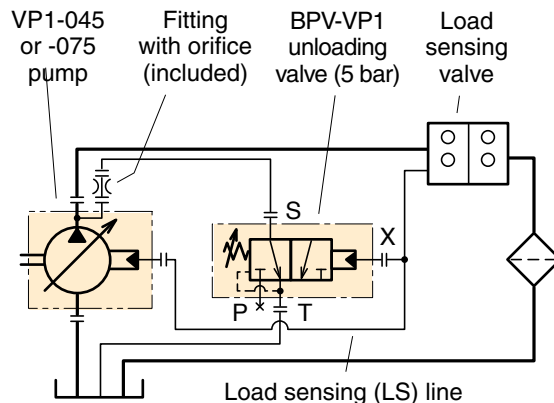 VP1-045
or -075
pump
Fitting
with orifice
(included)
BPV-VP1
unloading
valve (5 bar)
Load
sensing
valve
S
X
P
T
Load sensing (LS) line